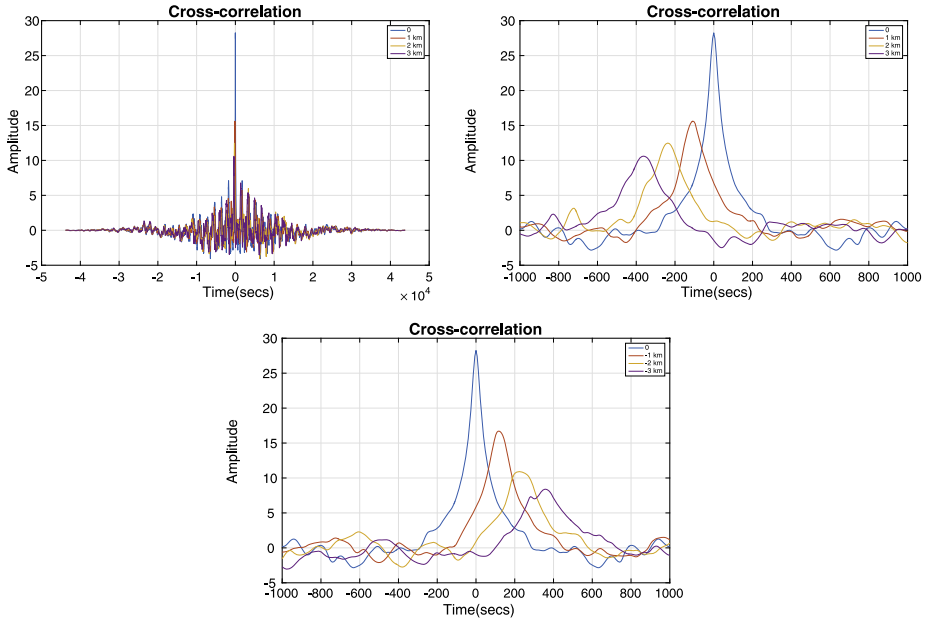 Cross-correlation
30
25
20
15
10
5
0
-5
Amplitude
0
1 km
2 km
3 km
-5 -4 -3 -2 -1 0 1 2 3 4 5
Time(secs)
× 10^4
Cross-correlation
30
25
20
15
10
5
0
-5
Amplitude
0
1 km
2 km
3 km
-1000 -800 -600 -400 -200 0 200 400 600 800 1000
Time(secs)
Cross-correlation
30
25
20
15
10
5
0
-5
Amplitude
0
-1 km
-2 km
-3 km
-1000 -800 -600 -400 -200 0 200 400 600 800 1000
Time(secs)